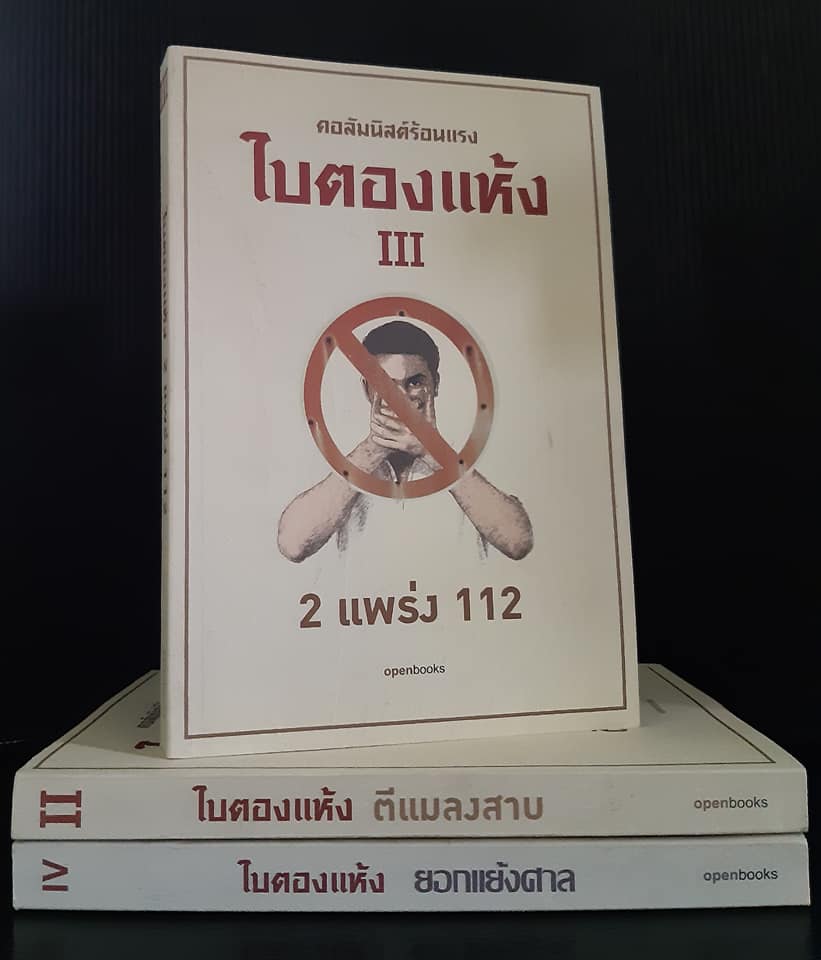 คอลัมนิสต์ร้อนแรง
ใบตองแห้ง
III
2 แพร่ง 112
openbooks
II ใบตองแห้ง ตีแมลงสาบ openbooks
IV ใบตองแห้ง ยอกแย้งศาล openbooks